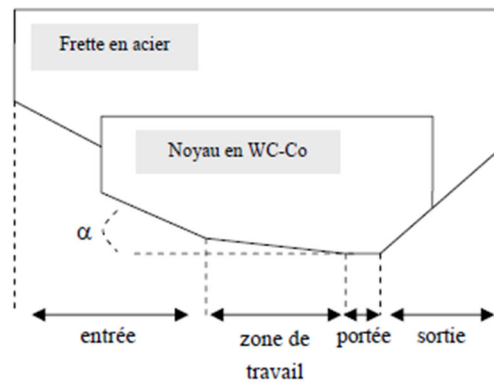 Frette en acier
Noyau en WC-Co
α
entrée
zone de
travail
portée
sortie